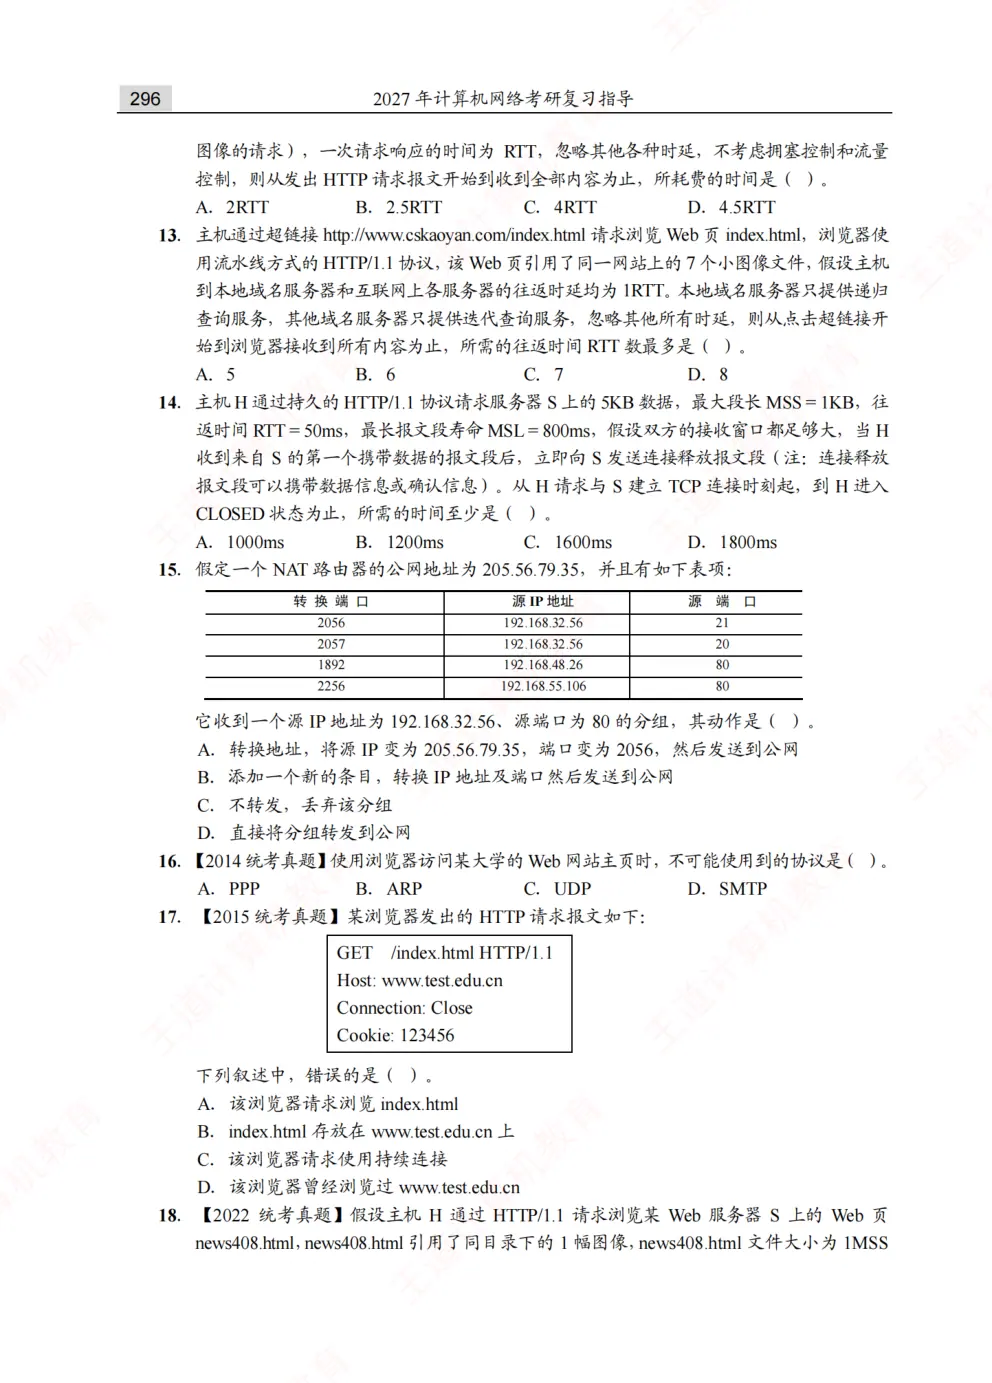 296
2027 年计算机网络考研复习指导
图像的请求），一次请求响应的时间为 RTT，忽略其他各种时延，不考虑拥塞控制和流量
控制，则从发出 HTTP 请求报文开始到收到全部内容为止，所耗费的时间是（ ）。
A. 2RTT B. 2.5RTT C. 4RTT D. 4.5RTT
13. 主机通过超链接 http://www.cskaoyan.com/index.html 请求浏览 Web 页 index.html，浏览器使
用流水线方式的 HTTP/1.1 协议，该 Web 页引用了同一网站上的 7 个小图像文件，假设主机
到本地域名服务器和互联网上各服务器的往返时延均为 1RTT。本地域名服务器只提供递归
查询服务，其他域名服务器只提供迭代查询服务，忽略其他所有时延，则从点击超链接开
始到浏览器接收到所有内容为止，所需的往返时间 RTT 数最多是（ ）。
A. 5 B. 6 C. 7 D. 8
14. 主机 H 通过持久的 HTTP/1.1 协议请求服务器 S 上的 5KB 数据，最大段长 MSS = 1KB，往
返时间 RTT = 50ms，最长报文段寿命 MSL = 800ms，假设双方的接收窗口都足够大，当 H
收到来自 S 的第一个携带数据的报文段后，立即向 S 发送连接释放报文段（注：连接释放
报文段可以携带数据信息或确认信息）。从 H 请求与 S 建立 TCP 连接时刻起，到 H 进入
CLOSED 状态为止，所需的时间至少是（ ）。
A. 1000ms B. 1200ms C. 1600ms D. 1800ms
15. 假定一个 NAT 路由器的公网地址为 205.56.79.35，并且有如下表项：
转换端口 源 IP 地址 源端口
2056 192.168.32.56 21
2057 192.168.32.56 20
1892 192.168.48.26 80
2256 192.168.55.106 80
它收到一个源 IP 地址为 192.168.32.56、源端口为 80 的分组，其动作是（ ）。
A. 转换地址，将源 IP 变为 205.56.79.35，端口变为 2056，然后发送到公网
B. 添加一个新的条目，转换 IP 地址及端口然后发送到公网
C. 不转发，丢弃该分组
D. 直接将分组转发到公网
16. 【2014 统考真题】使用浏览器访问某大学的 Web 网站主页时，不可能使用到的协议是（ ）。
A. PPP B. ARP C. UDP D. SMTP
17. 【2015 统考真题】某浏览器发出的 HTTP 请求报文如下：
GET /index.html HTTP/1.1
Host: www.test.edu.cn
Connection: Close
Cookie: 123456
下列叙述中，错误的是（ ）。
A. 该浏览器请求浏览 index.html
B. index.html 存放在 www.test.edu.cn 上
C. 该浏览器请求使用持续连接
D. 该浏览器曾经浏览过 www.test.edu.cn
18. 【2022 统考真题】假设主机 H 通过 HTTP/1.1 请求浏览某 Web 服务器 S 上的 Web 页
news408.html，news408.html 引用了同目录下的 1 幅图像，news408.html 文件大小为 1MSS